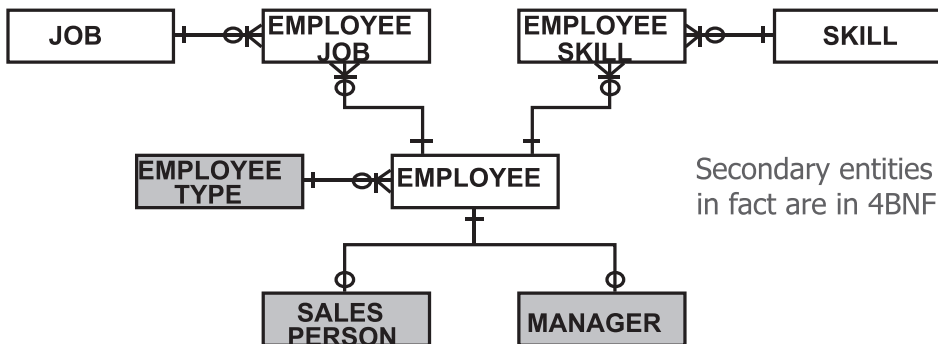 JOB
EMPLOYEE
JOB
EMPLOYEE
SKILL
SKILL
EMPLOYEE
TYPE
EMPLOYEE
Secondary entities
in fact are in 4BNF
SALES
PERSON
MANAGER